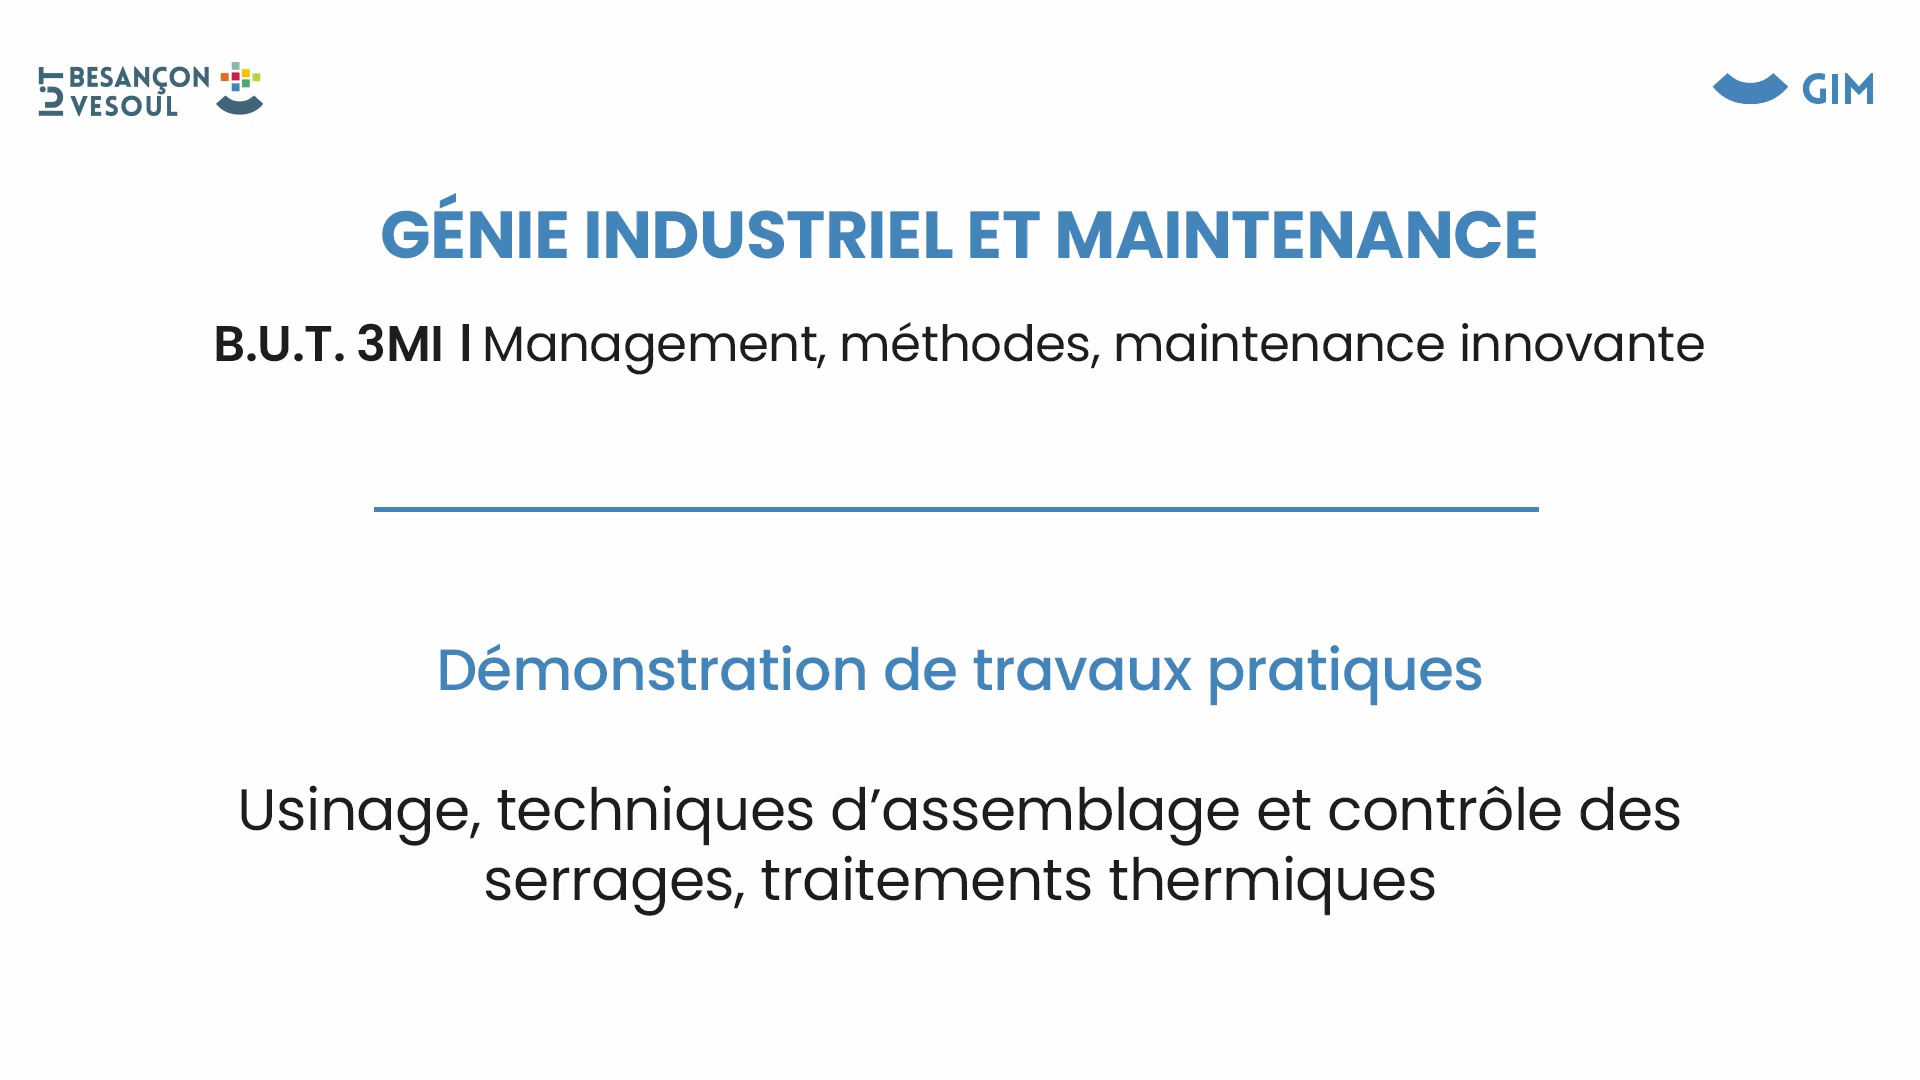 IUT BESANÇON
VESOUL
GIM
GÉNIE INDUSTRIEL ET MAINTENANCE
B.U.T. 3MI | Management, méthodes, maintenance innovante
Démonstration de travaux pratiques
Usinage, techniques d’assemblage et contrôle des
serrages, traitements thermiques